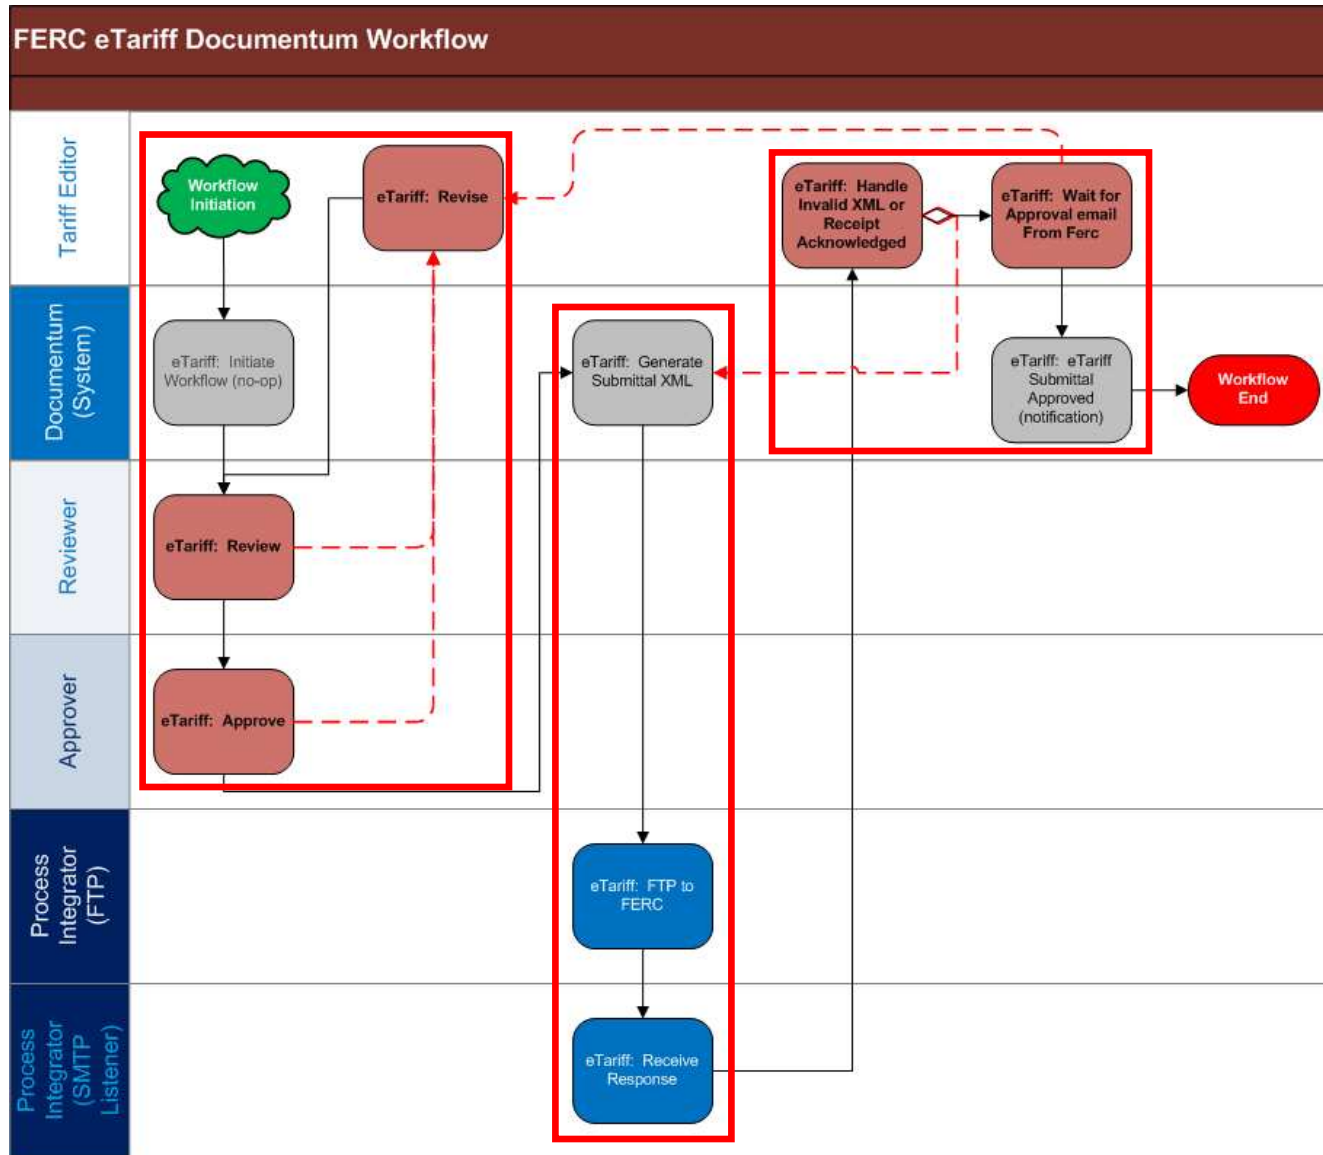 FERC eTariff Documentum Workflow
Tariff Editor
Workflow
Initiation
eTariff:  Revise
eTariff:  Handle
Invalid XML or
Receipt
Acknowledged
eTariff:  Wait for
Approval email
From Ferc
Documentum
(System)
eTariff:  Initiate
Workflow (no-op)
eTariff:  Generate
Submittal XML
eTariff:  eTariff
Submittal
Approved
(notification)
Workflow
End
Reviewer
eTariff:  Review
Approver
eTariff:  Approve
Process
Integrator
(FTP)
eTariff:  FTP to
FERC
Process
Integrator
(SMTP
Listener)
eTariff:  Receive
Response